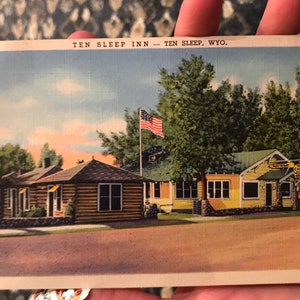 TEN SLEEP INN — TEN SLEEP, WYO.